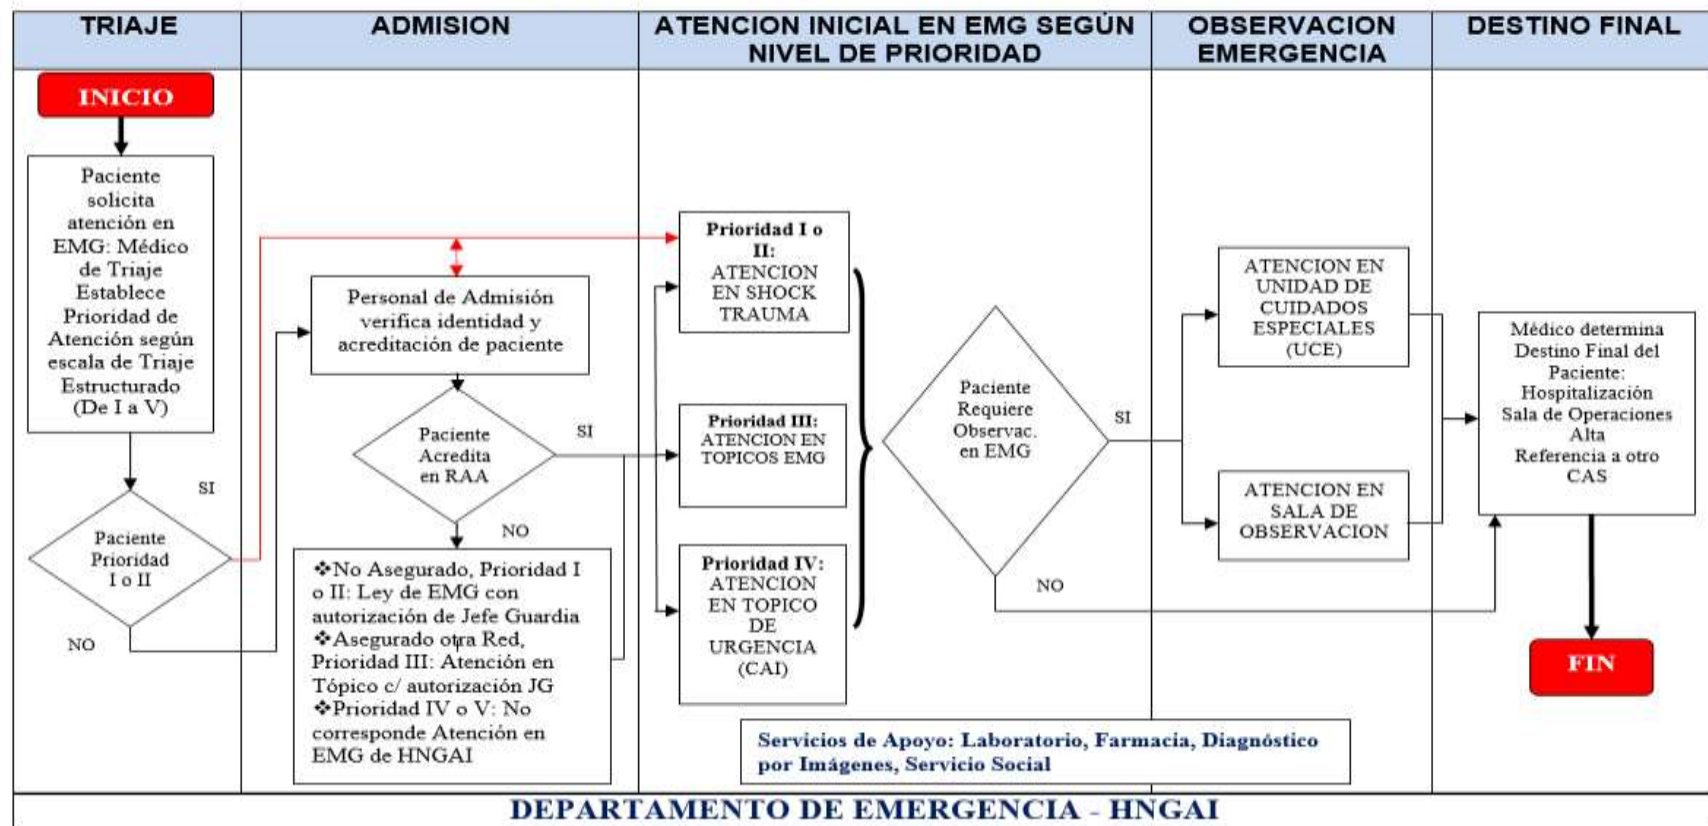 TRIAJE
ADMISION
ATENCION INICIAL EN EMG SEGÚN
NIVEL DE PRIORIDAD
OBSERVACION
EMERGENCIA
DESTINO FINAL
INICIO
Paciente
solicita
atención en
EMG: Médico
de Triaje
Establece
Prioridad de
Atención según
escala de Triaje
Estructurado
(De I a V)
SI
Paciente
Prioridad
I o II
NO
Personal de Admisión
verifica identidad y
acreditación de paciente
Paciente
Acredita
en RAA
SI
NO
❖No Asegurado, Prioridad I
o II: Ley de EMG con
autorización de Jefe Guardia
❖Asegurado otra Red,
Prioridad III: Atención en
Tópico c/ autorización JG
❖Prioridad IV o V: No
corresponde Atención en
EMG de HNGAI
Prioridad I o
II:
ATENCION
EN SHOCK
TRAUMA
Prioridad III:
ATENCION EN
TOPICOS EMG
Prioridad IV:
ATENCION
EN TOPICO
DE
URGENCIA
(CAI)
Paciente
Requiere
Observac.
en EMG
SI
NO
ATENCION EN
UNIDAD DE
CUIDADOS
ESPECIALES
(UCE)
ATENCION EN
SALA DE
OBSERVACION
Médico determina
Destino Final del
Paciente:
Hospitalización
Sala de Operaciones
Alta
Referencia a otro
CAS
FIN
Servicios de Apoyo: Laboratorio, Farmacia, Diagnóstico
por Imágenes, Servicio Social
DEPARTAMENTO DE EMERGENCIA - HNGAI